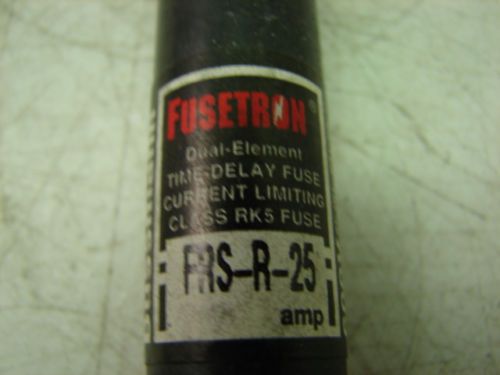 FUSETRON®
Dual-Element
TIME-DELAY FUSE
CURRENT LIMITING
CLASS RK5 FUSE
FRS-R-25
amp